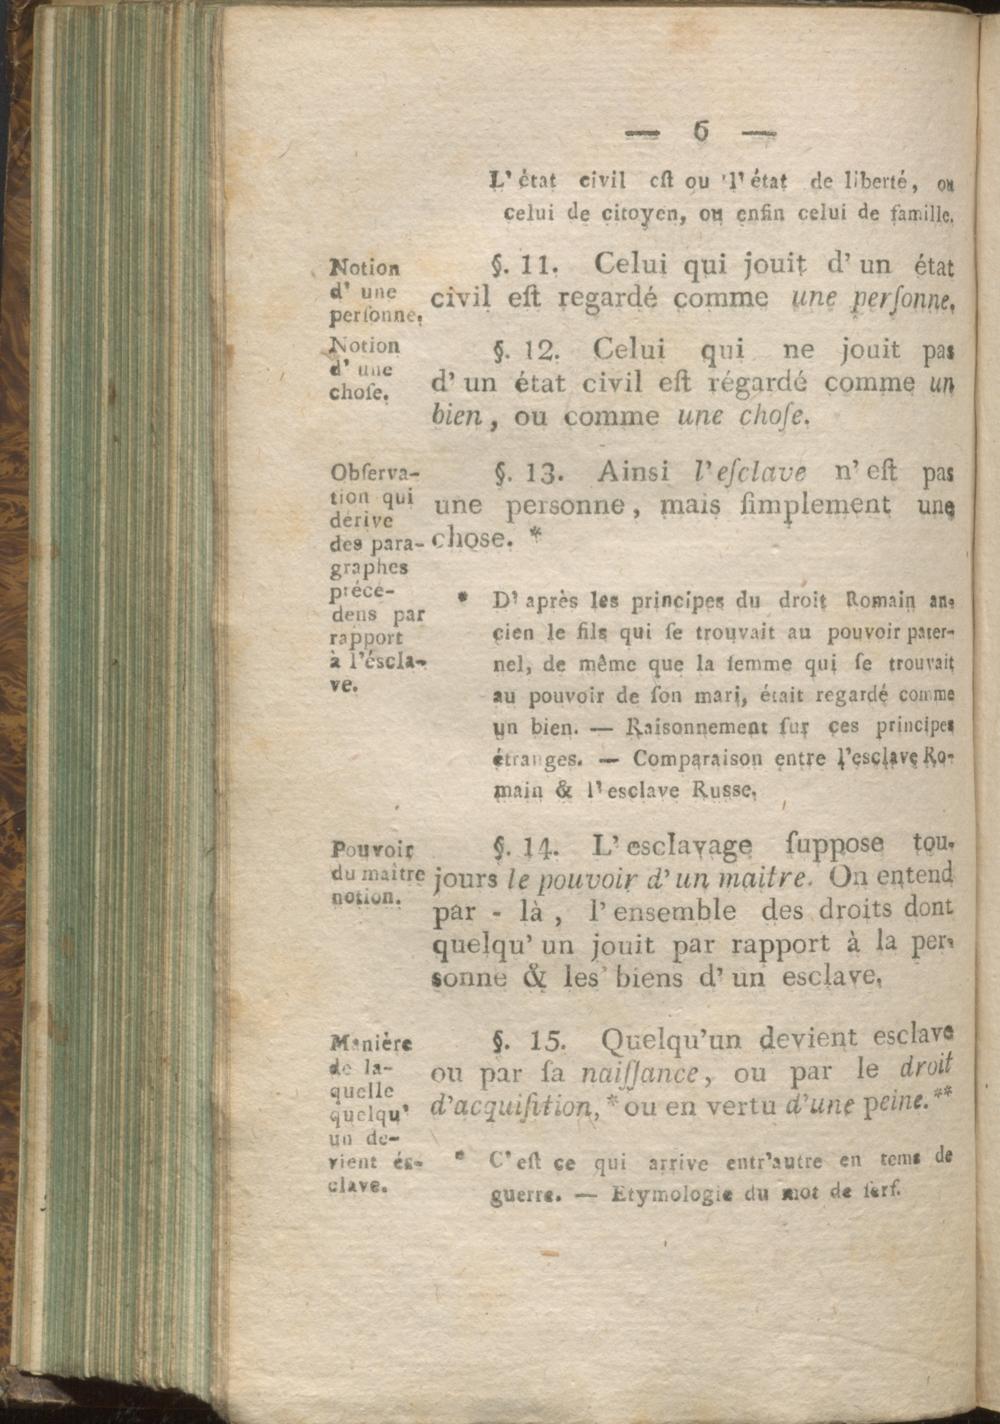 — 6 —
L' état civil eſt ou 'l' état de liberté, ou
celui de citoyen, ou enfin celui de famille.
Notion
d' une
perſonne.
§. 11. Celui qui jouit d' un état
civil eſt regardé comme une perſonne.
Notion
d' une
choſe.
§. 12. Celui qui ne jouit pas
d' un état civil eſt régardé comme un
bien, ou comme une choſe.
Obſerva-
tion qui
dérive
des para-
graphes
précé-
dens par
rapport
à l'éscla-
ve.
§. 13. Ainsi l'eſclave n' eſt pas
une personne, mais ſimplement une
chose. *
* D' après les principes du droit Romain an-
cien le fils qui ſe trouvait au pouvoir pater-
nel, de même que la femme qui ſe trouvait
au pouvoir de ſon mari, était regardé comme
un bien. — Raisonnement ſur ces principes
étranges. — Comparaison entre l'esclave Ro-
main & l' esclave Russe.
Pouvoir
du maître
notion.
§. 14. L' esclavage ſuppose tou-
jours le pouvoir d' un maitre. On entend
par - là, l' ensemble des droits dont
quelqu' un jouit par rapport à la per-
sonne & les biens d' un esclave.
Manière
de la-
quelle
quelqu'
un de-
vient és-
clave.
§. 15. Quelqu'un devient esclave
ou par ſa naiſſance, ou par le droit
d'acquiſition, * ou en vertu d'une peine. **
* C' eſt ce qui arrive entr'autre en tems de
guerre. — Etymologie du mot de ſerf.